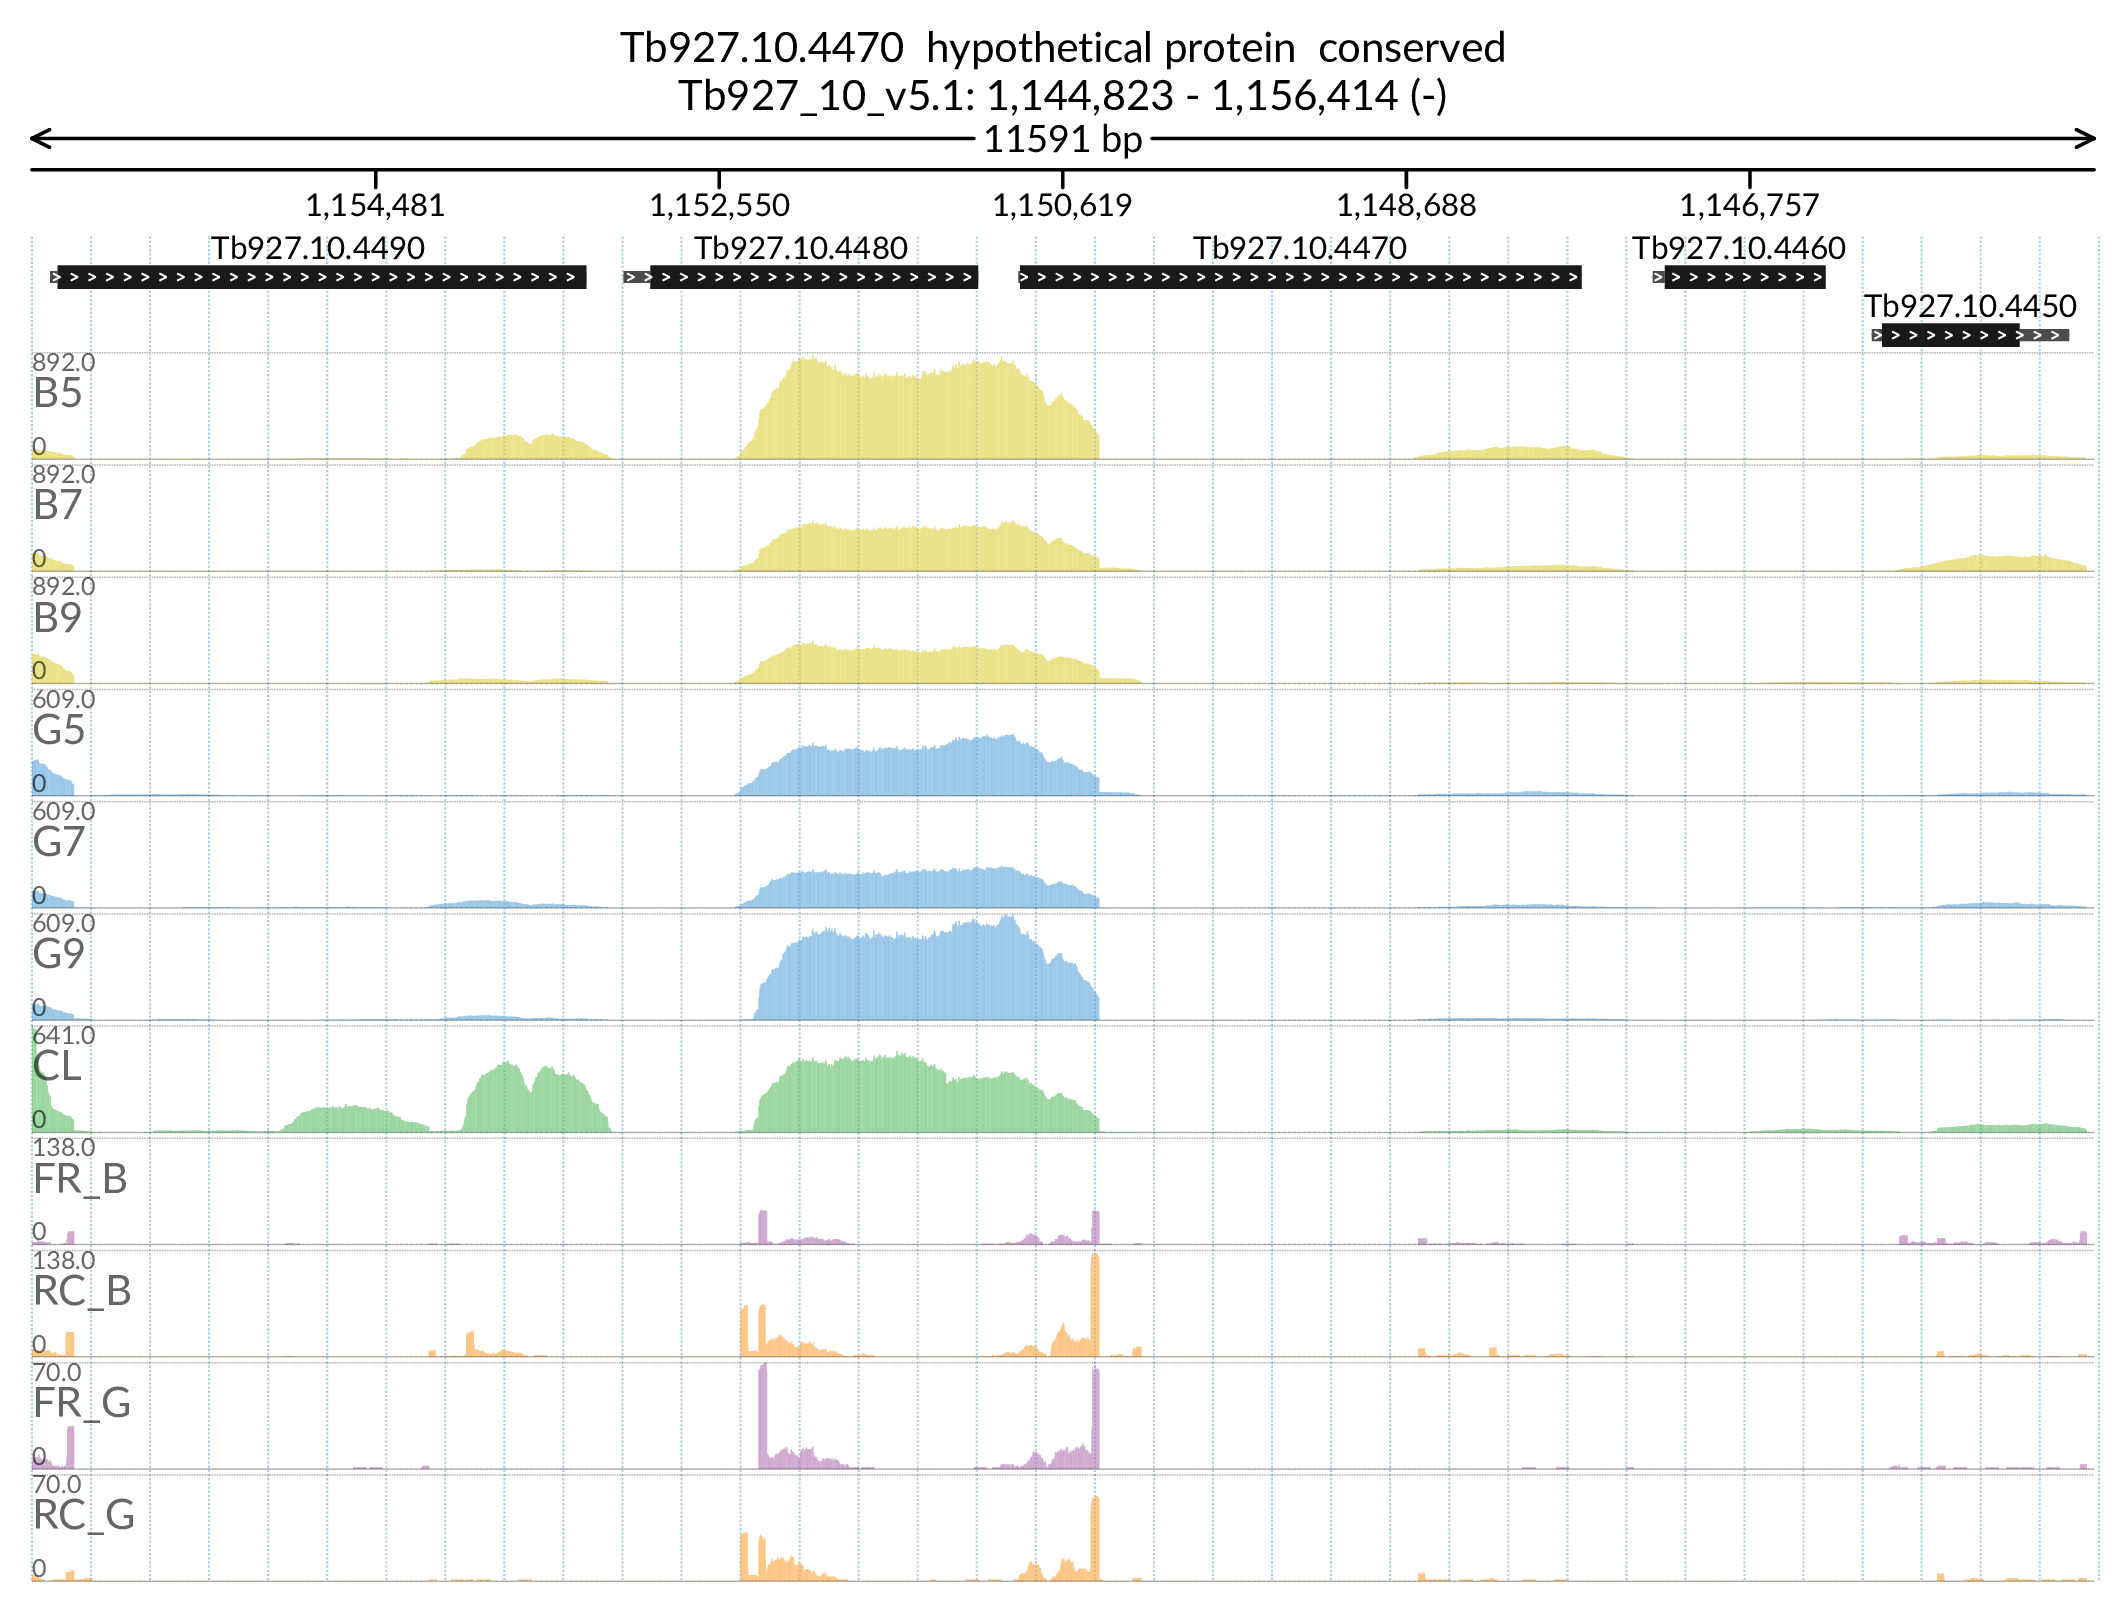 Tb927.10.4470  hypothetical protein  conserved
Tb927_10_v5.1: 1,144,823 - 1,156,414 (-)
11591 bp
1,154,481 1,152,550 1,150,619 1,148,688 1,146,757
Tb927.10.4490 Tb927.10.4480 Tb927.10.4470 Tb927.10.4460
Tb927.10.4450
892.0
B5
0
892.0
B7
0
892.0
B9
0
609.0
G5
0
609.0
G7
0
609.0
G9
0
641.0
CL
0
138.0
FR_B
0
138.0
RC_B
0
70.0
FR_G
0
70.0
RC_G
0